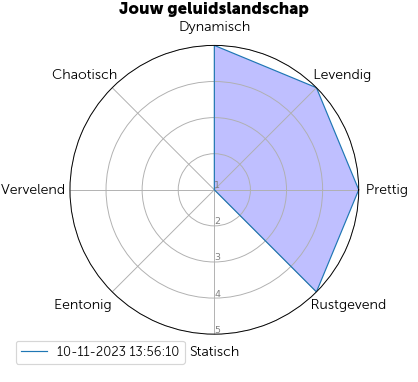 Jouw geluidslandschap
Dynamisch
Chaotisch
Levendig
Vervelend
Prettig
1
2
3
4
5
Eentonig
Rustgevend
Statisch
10-11-2023 13:56:10